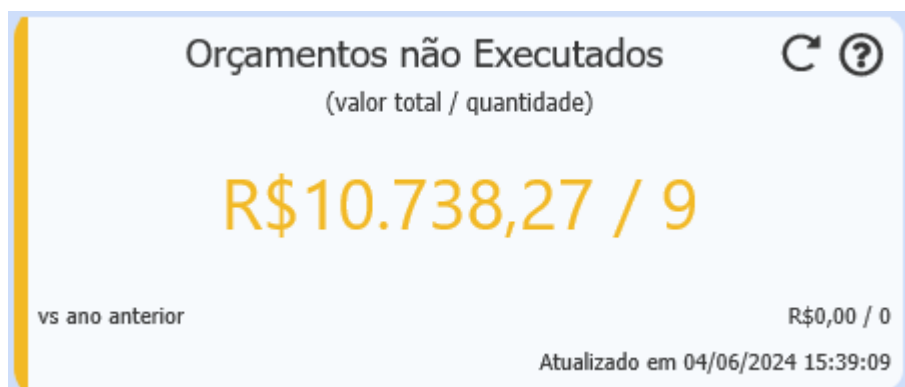 Orçamentos não Executados
(valor total / quantidade)
R$10.738,27 / 9
vs ano anterior R$0,00 / 0
Atualizado em 04/06/2024 15:39:09